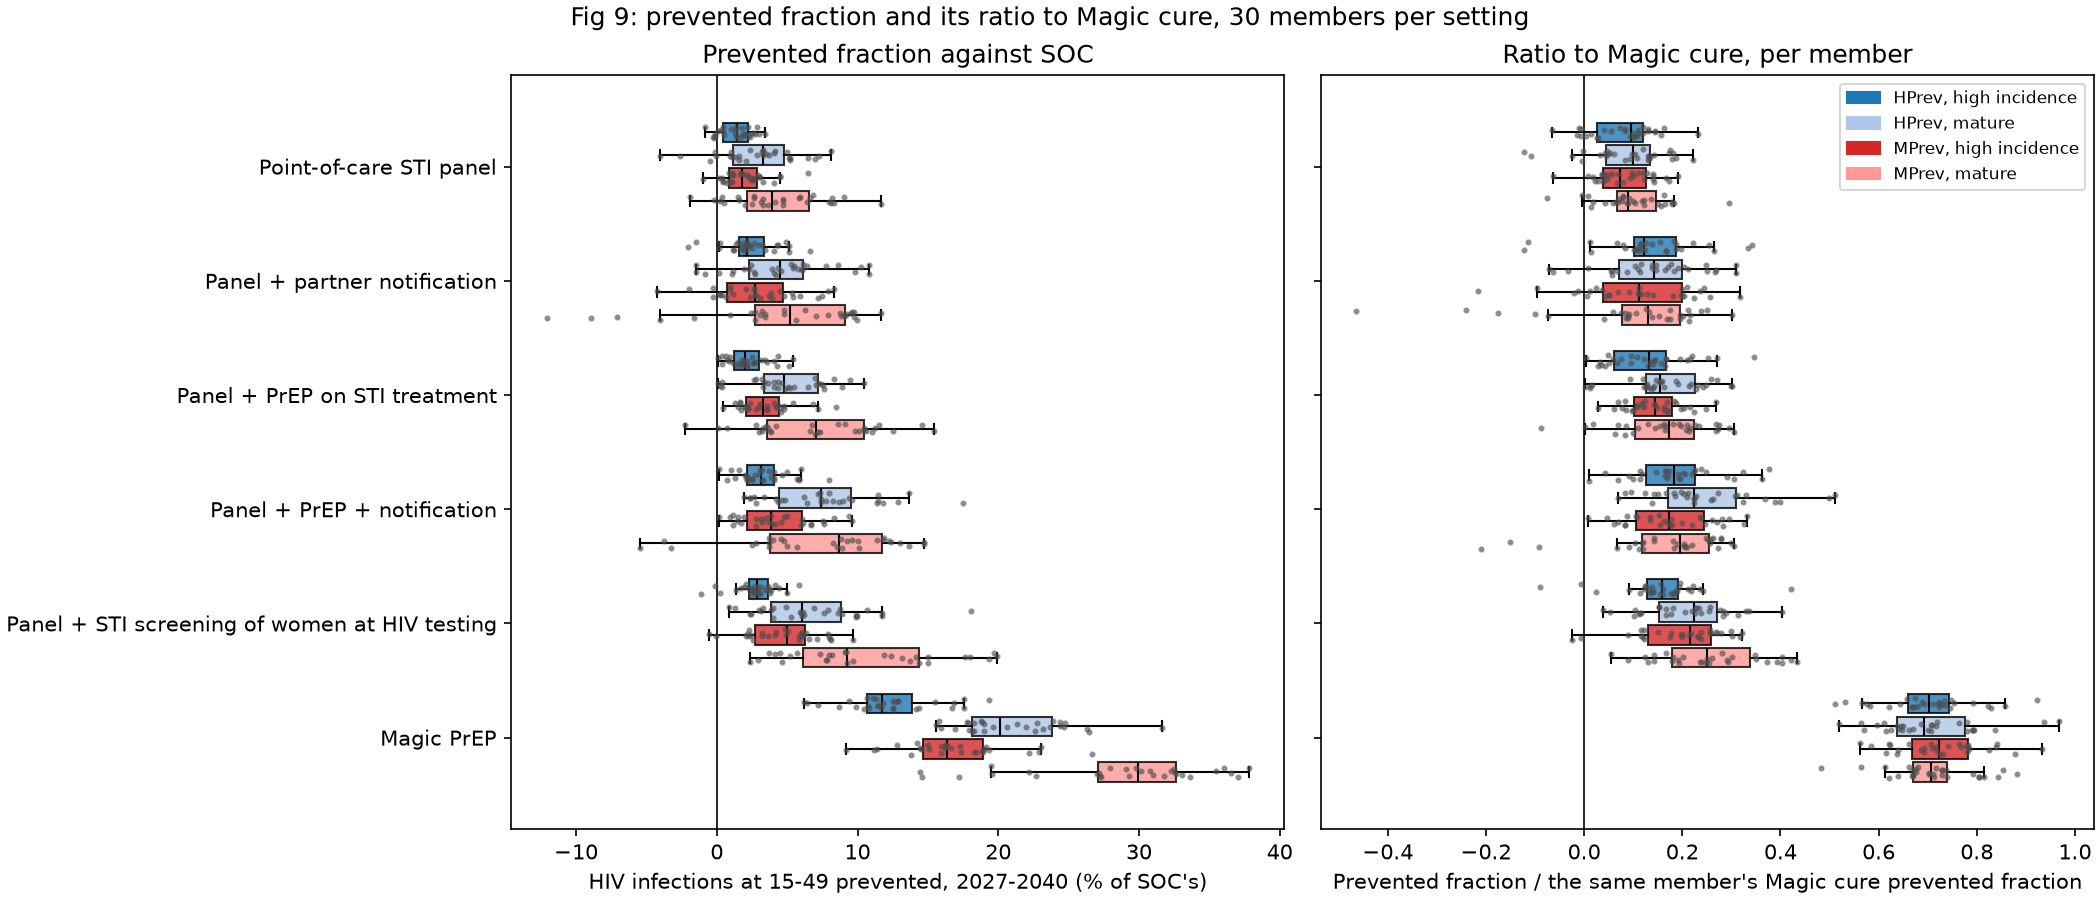 Fig 9: prevented fraction and its ratio to Magic cure, 30 members per setting
Prevented fraction against SOC
Ratio to Magic cure, per member
HPrev, high incidence
HPrev, mature
MPrev, high incidence
MPrev, mature
Point-of-care STI panel
Panel + partner notification
Panel + PrEP on STI treatment
Panel + PrEP + notification
Panel + STI screening of women at HIV testing
Magic PrEP
−10 0 10 20 30 40
−0.4 −0.2 0.0 0.2 0.4 0.6 0.8 1.0
HIV infections at 15-49 prevented, 2027-2040 (% of SOC's)
Prevented fraction / the same member's Magic cure prevented fraction